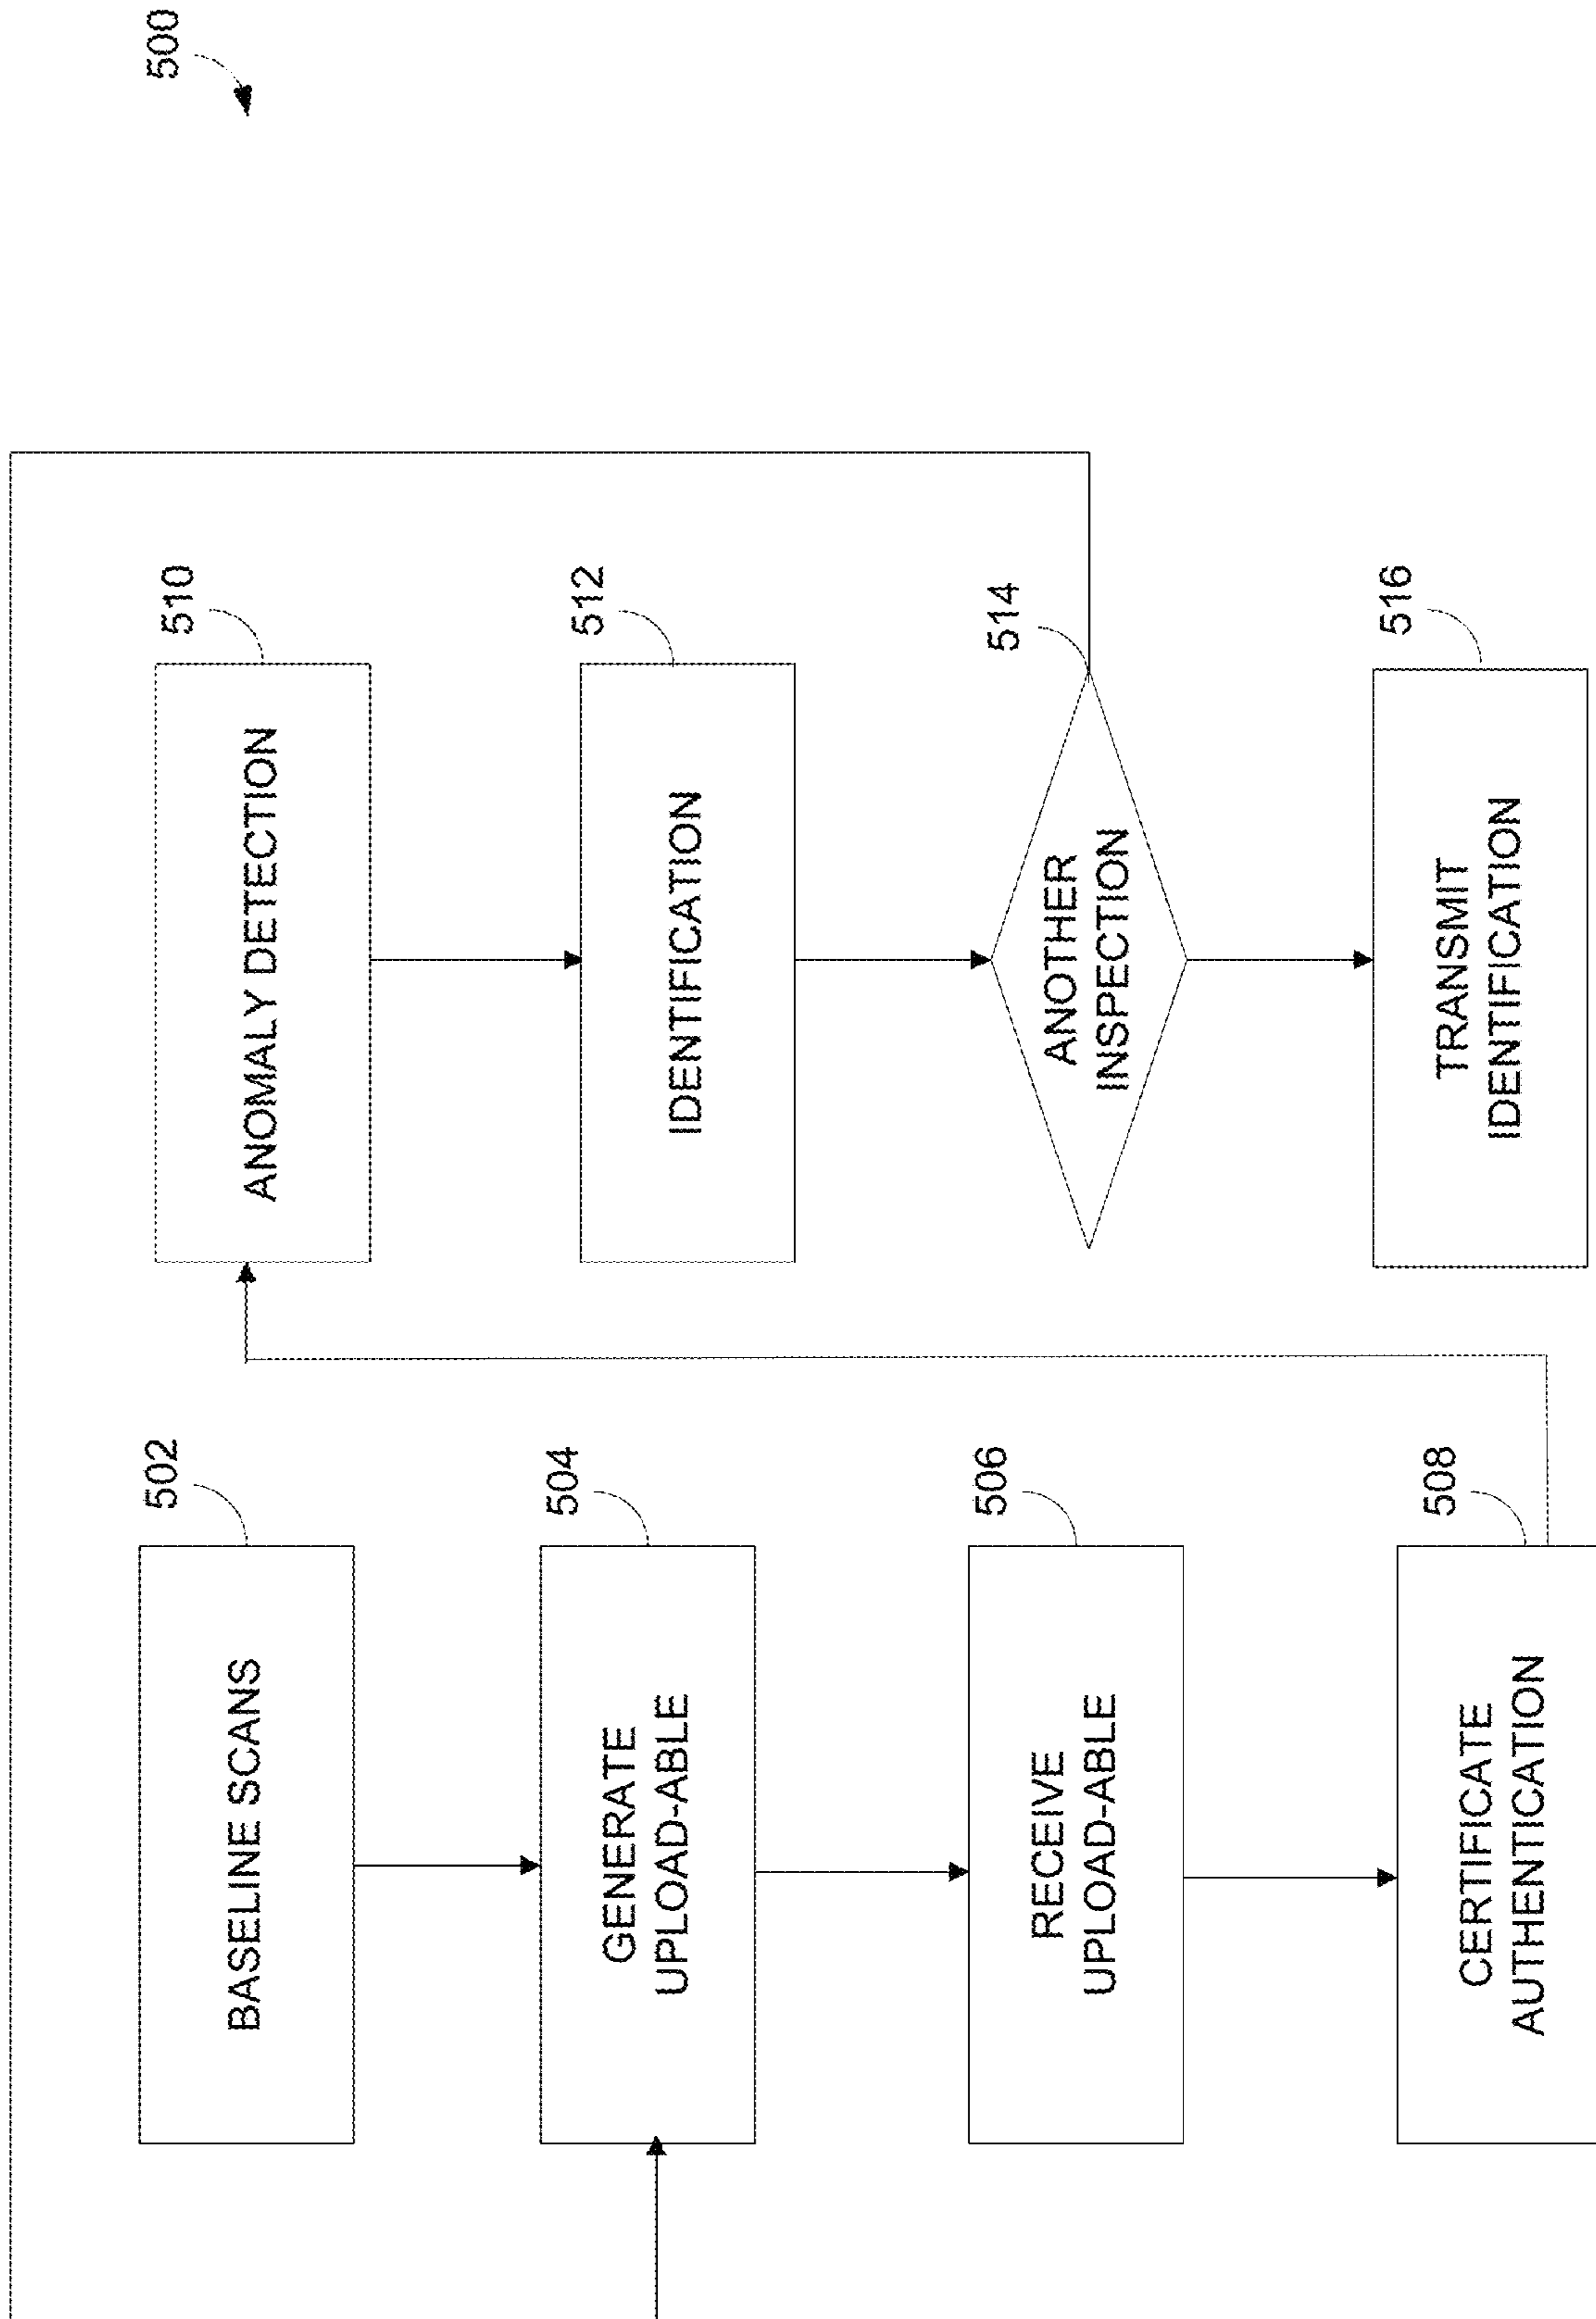 500
502
BASELINE SCANS
504
GENERATE
UPLOAD-ABLE
506
RECEIVE
UPLOAD-ABLE
508
CERTIFICATE
AUTHENTICATION
510
ANOMALY DETECTION
512
IDENTIFICATION
514
ANOTHER
INSPECTION
516
TRANSMIT
IDENTIFICATION